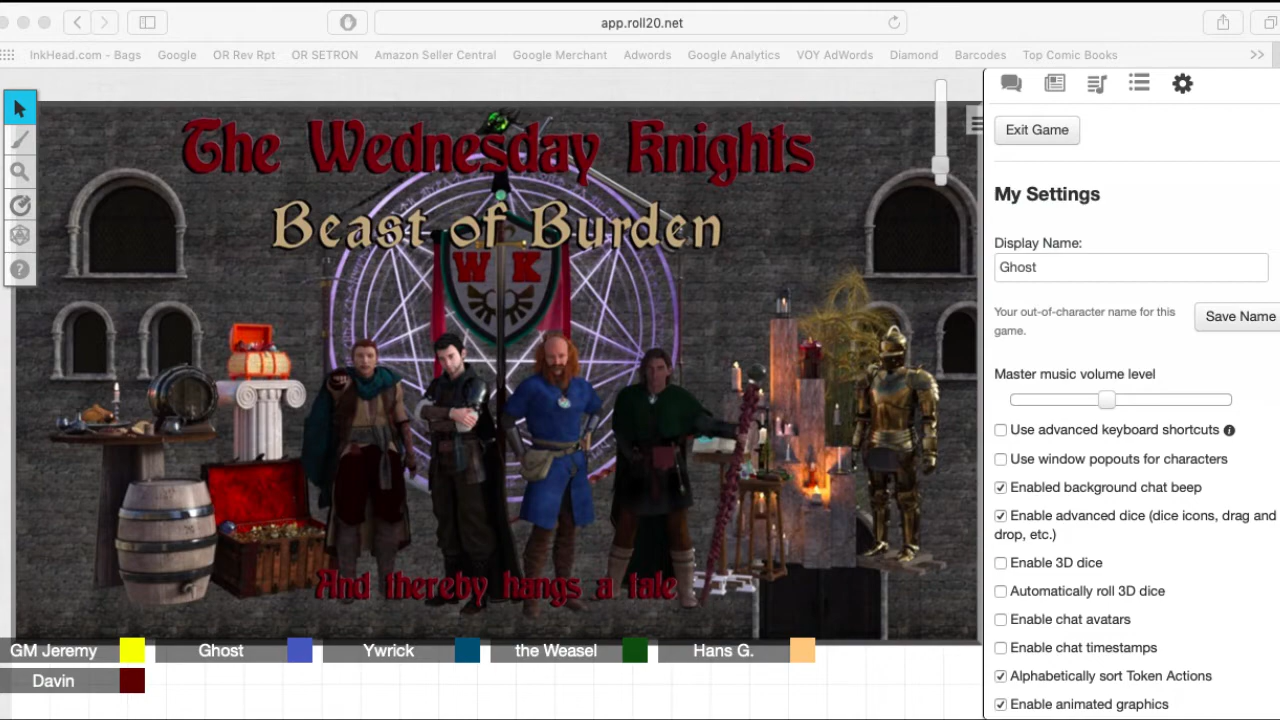 app.roll20.net
InkHead.com - Bags Google OR Rev Rpt OR SETRON Amazon Seller Central Google Merchant Adwords Google Analytics VOY AdWords Diamond Barcodes Top Comic Books
The Wednesday Knights
Beast of Burden
W K
And thereby hangs a tale
GM Jeremy Ghost Ywrick the Weasel Hans G.
Davin
Exit Game
My Settings
Display Name:
Ghost
Your out-of-character name for this
game.
Save Name
Master music volume level
Use advanced keyboard shortcuts
Use window popouts for characters
Enabled background chat beep
Enable advanced dice (dice icons, drag and
drop, etc.)
Enable 3D dice
Automatically roll 3D dice
Enable chat avatars
Enable chat timestamps
Alphabetically sort Token Actions
Enable animated graphics